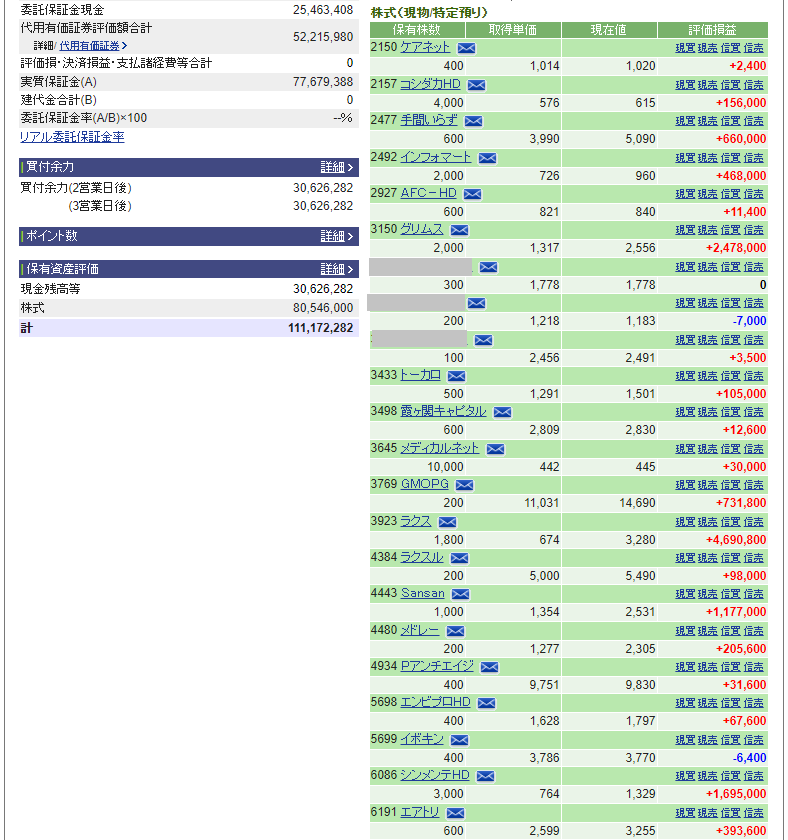 委託保証金現金 25,463,408
代用有価証券評価額合計 52,215,980
詳細/ 代用有価証券 >
評価損・決済損益・支払諸経費等合計 0
実質保証金(A) 77,679,388
建代金合計(B) 0
委託保証金率(A/B)×100 --%
リアル委託保証金率
買付余力 詳細 >
買付余力(2営業日後) 30,626,282
(3営業日後) 30,626,282
ポイント数 詳細 >
保有資産評価 詳細 >
現金残高等 30,626,282
株式 80,546,000
計 111,172,282
株式(現物/特定預り)
保有株数 取得単価 現在値 評価損益
2150 ケアネット 現買 現売 信買 信売
400 1,014 1,020 +2,400
2157 コシダカHD 現買 現売 信買 信売
4,000 576 615 +156,000
2477 手間いらず 現買 現売 信買 信売
600 3,990 5,090 +660,000
2492 インフォマート 現買 現売 信買 信売
2,000 726 960 +468,000
2927 AFC－HD 現買 現売 信買 信売
600 821 840 +11,400
3150 グリムス 現買 現売 信買 信売
2,000 1,317 2,556 +2,478,000
現買 現売 信買 信売
300 1,778 1,778 0
現買 現売 信買 信売
200 1,218 1,183 -7,000
現買 現売 信買 信売
100 2,456 2,491 +3,500
3433 トーカロ 現買 現売 信買 信売
500 1,291 1,501 +105,000
3498 霞ヶ関キャピタル 現買 現売 信買 信売
600 2,809 2,830 +12,600
3645 メディカルネット 現買 現売 信買 信売
10,000 442 445 +30,000
3769 GMOPG 現買 現売 信買 信売
200 11,031 14,690 +731,800
3923 ラクス 現買 現売 信買 信売
1,800 674 3,280 +4,690,800
4384 ラクスル 現買 現売 信買 信売
200 5,000 5,490 +98,000
4443 Sansan 現買 現売 信買 信売
1,000 1,354 2,531 +1,177,000
4480 メドレー 現買 現売 信買 信売
200 1,277 2,305 +205,600
4934 Pアンチエイジ 現買 現売 信買 信売
400 9,751 9,830 +31,600
5698 エンビプロHD 現買 現売 信買 信売
400 1,628 1,797 +67,600
5699 イボキン 現買 現売 信買 信売
400 3,786 3,770 -6,400
6086 シンメンテHD 現買 現売 信買 信売
3,000 764 1,329 +1,695,000
6191 エアトリ 現買 現売 信買 信売
600 2,599 3,255 +393,600